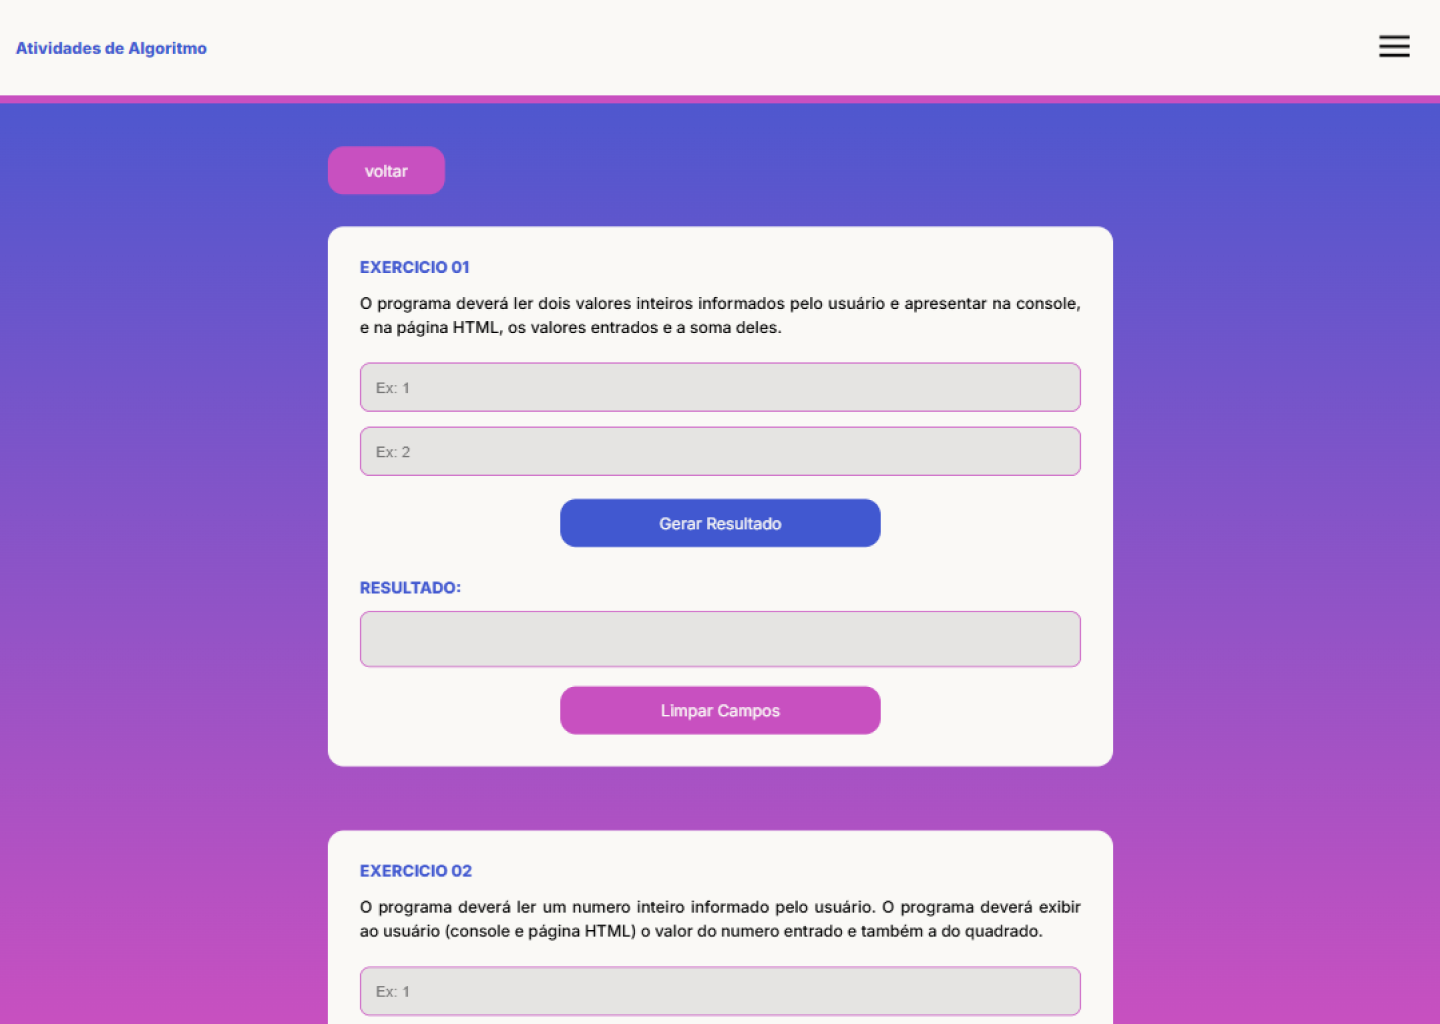 Atividades de Algoritmo
voltar
EXERCICIO 01
O programa deverá ler dois valores inteiros informados pelo usuário e apresentar na console,
e na página HTML, os valores entrados e a soma deles.
Ex: 1
Ex: 2
Gerar Resultado
RESULTADO:
Limpar Campos
EXERCICIO 02
O programa deverá ler um numero inteiro informado pelo usuário. O programa deverá exibir
ao usuário (console e página HTML) o valor do numero entrado e também a do quadrado.
Ex: 1